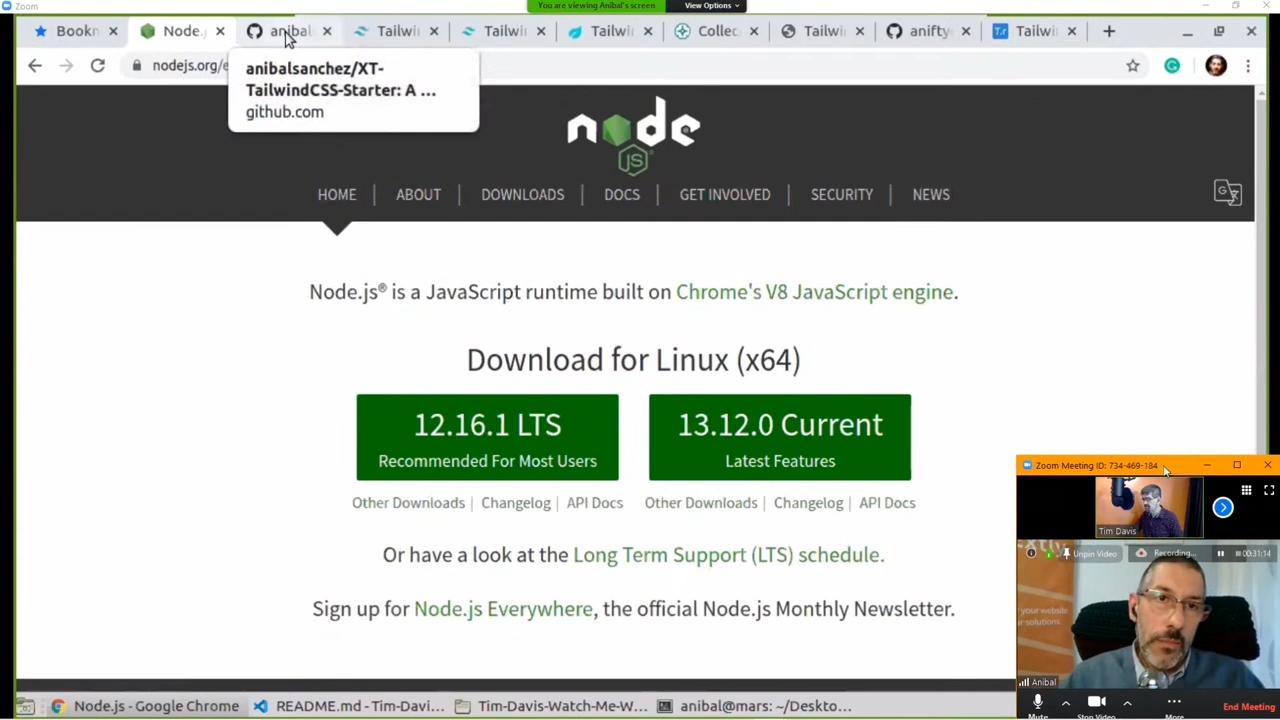 Zoom
You are viewing Anibal's screen
View Options
Bookn
Node.j
anibal
Tailwi
Tailwi
Tailwi
Collec
Tailwi
anifty
Tailwi
nodejs.org/e
anibalsanchez/XT-
TailwindCSS-Starter: A ...
github.com
node
JS
HOME
ABOUT
DOWNLOADS
DOCS
GET INVOLVED
SECURITY
NEWS
Node.js® is a JavaScript runtime built on Chrome's V8 JavaScript engine.
Download for Linux (x64)
12.16.1 LTS
Recommended For Most Users
13.12.0 Current
Latest Features
Other Downloads
Changelog
API Docs
Other Downloads
Changelog
API Docs
Or have a look at the Long Term Support (LTS) schedule.
Sign up for Node.js Everywhere, the official Node.js Monthly Newsletter.
Zoom Meeting ID: 734-469-184
Tim Davis
Unpin Video
Recording...
00:31:14
your website
solutions.
Anibal
Mute
Stop Video
More
End Meeting
Node.js - Google Chrome
README.md - Tim-Davi...
Tim-Davis-Watch-Me-W...
anibal@mars: ~/Deskto...